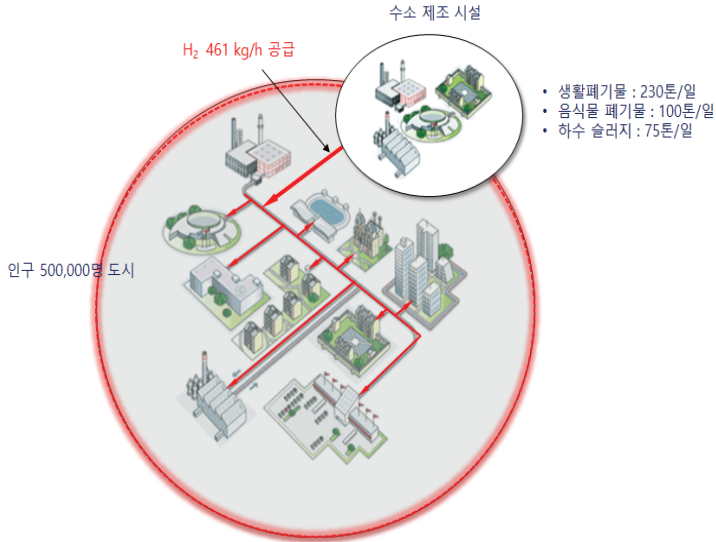 수소 제조 시설
H₂ 461 kg/h 공급
• 생활폐기물 : 230톤/일
• 음식물 폐기물 : 100톤/일
• 하수 슬러지 : 75톤/일
인구 500,000명 도시